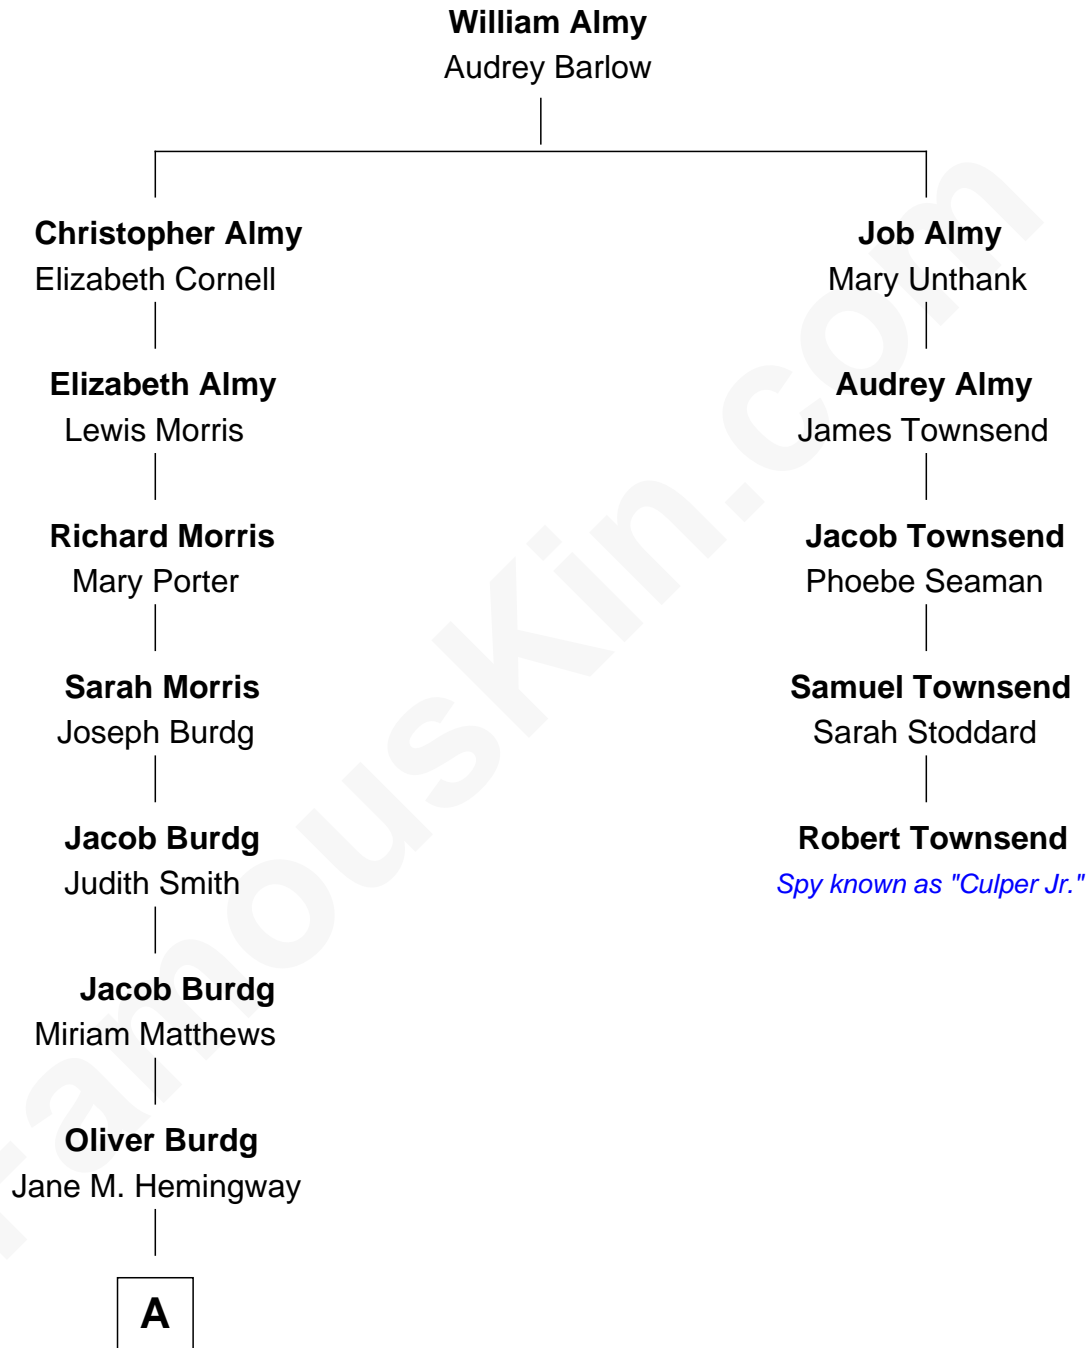 William Almy
Audrey Barlow
Christopher Almy
Elizabeth Cornell
Job Almy
Mary Unthank
Elizabeth Almy
Lewis Morris
Audrey Almy
James Townsend
Richard Morris
Mary Porter
Jacob Townsend
Phoebe Seaman
Sarah Morris
Joseph Burdg
Samuel Townsend
Sarah Stoddard
Jacob Burdg
Judith Smith
Robert Townsend
Spy known as "Culper Jr."
Jacob Burdg
Miriam Matthews
Oliver Burdg
Jane M. Hemingway
A
FamousKin.com